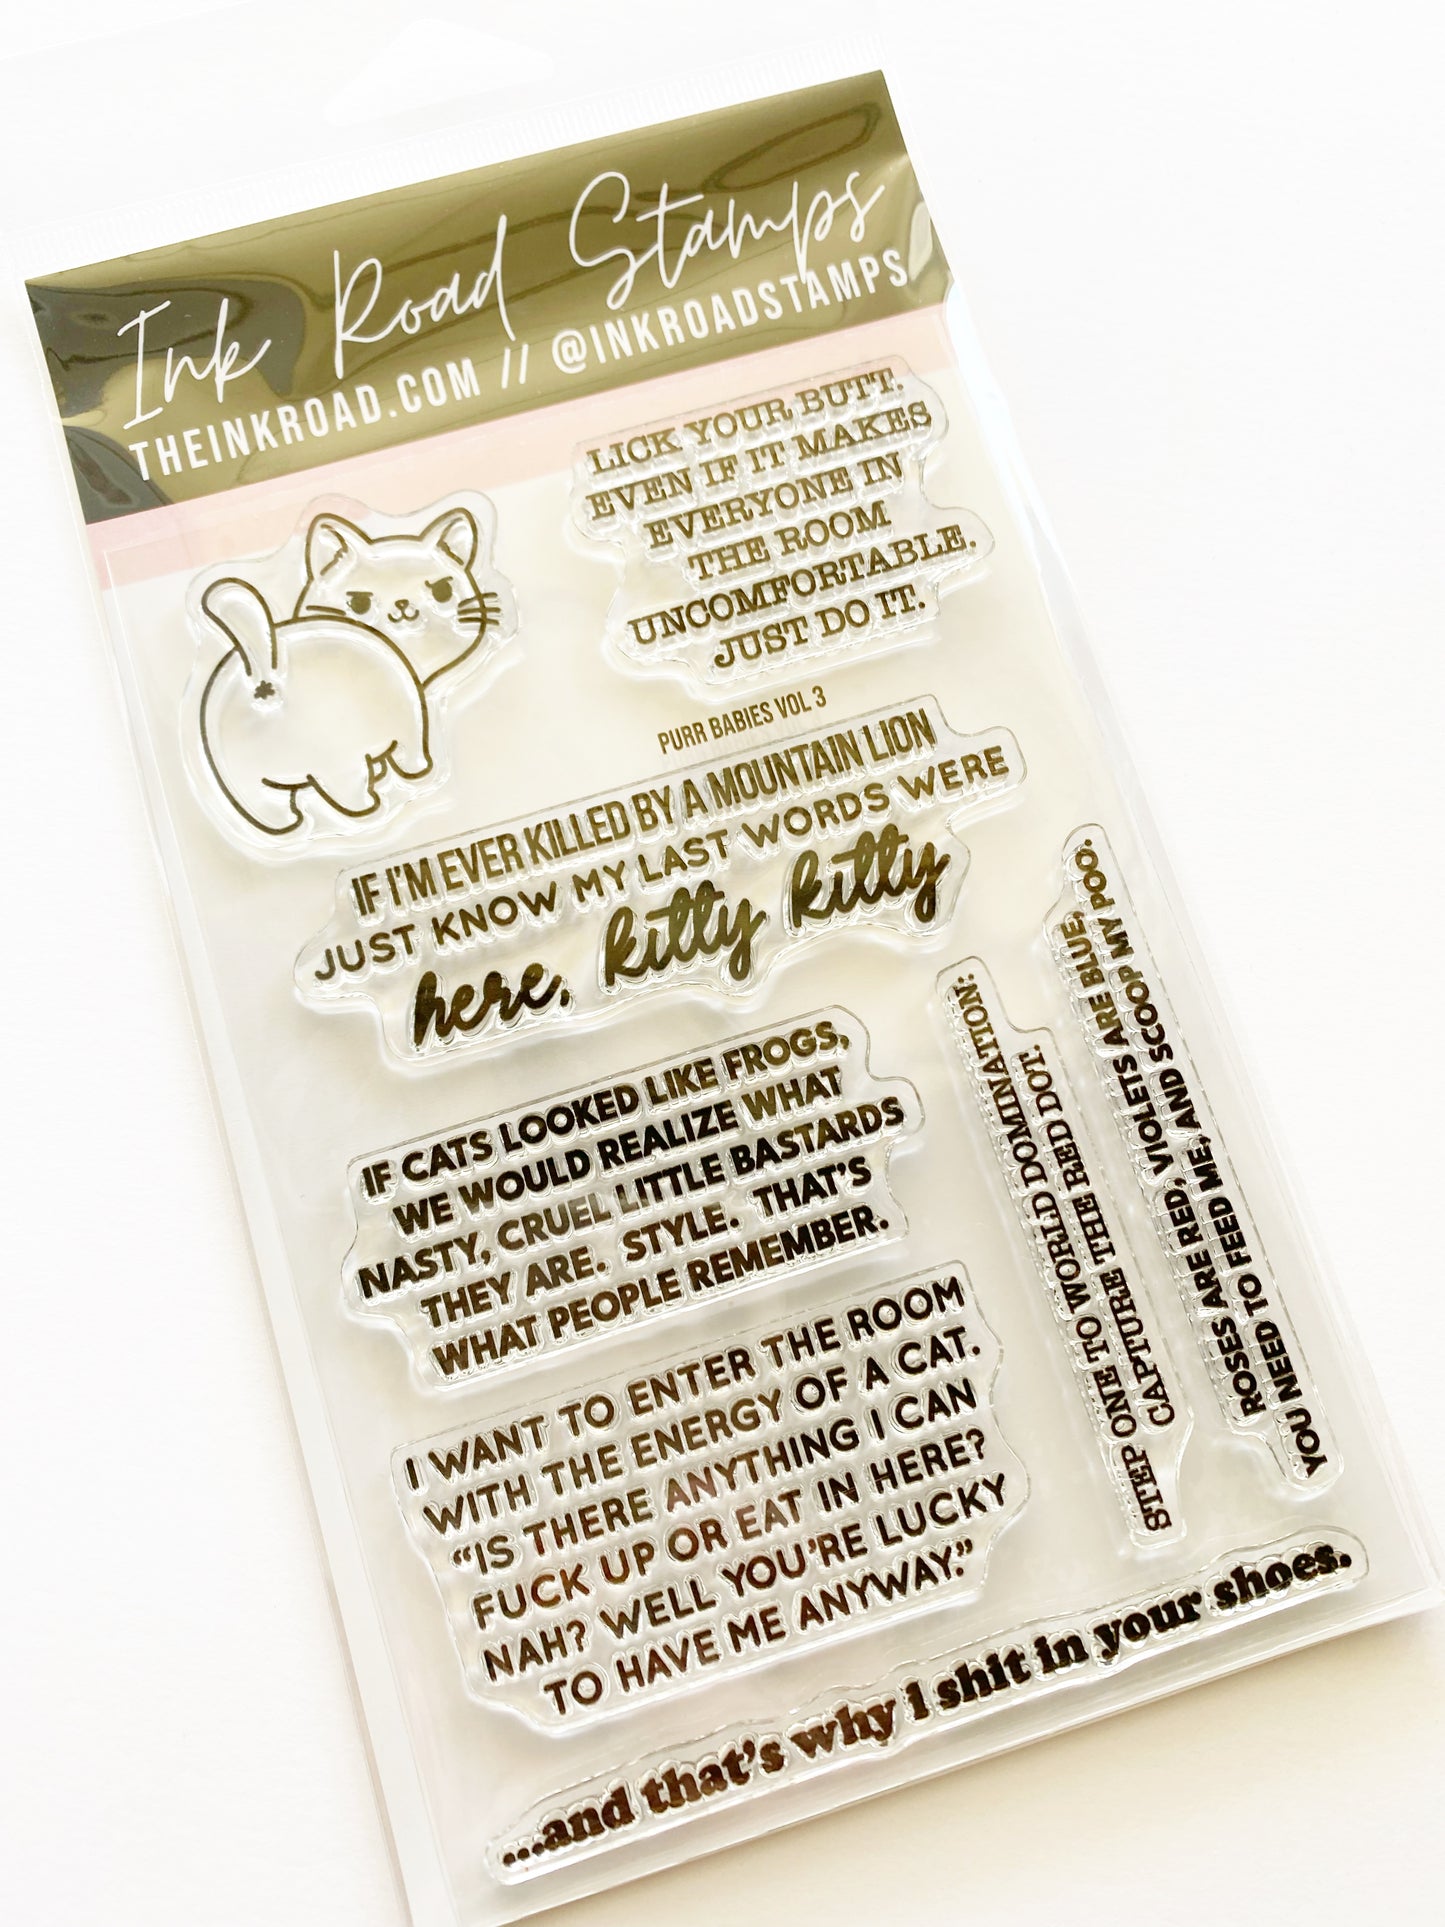 Ink Road Stamps
THEINKROAD.COM // @INKROADSTAMPS
LICK YOUR BUTT.
EVEN IF IT MAKES
EVERYONE IN
THE ROOM
UNCOMFORTABLE.
JUST DO IT.
PURR BABIES VOL 3
IF I'M EVER KILLED BY A MOUNTAIN LION
JUST KNOW MY LAST WORDS WERE
here, kitty kitty
IF CATS LOOKED LIKE FROGS,
WE WOULD REALIZE WHAT
NASTY, CRUEL LITTLE BASTARDS
THEY ARE. STYLE. THAT'S
WHAT PEOPLE REMEMBER.
STEP ONE TO WORLD DOMINATION:
CAPTURE THE RED DOT.
ROSES ARE RED, VIOLETS ARE BLUE,
YOU NEED TO FEED ME, AND SCOOP MY POO.
I WANT TO ENTER THE ROOM
WITH THE ENERGY OF A CAT.
“IS THERE ANYTHING I CAN
FUCK UP OR EAT IN HERE?
NAH? WELL YOU'RE LUCKY
TO HAVE ME ANYWAY.”
...and that's why I shit in your shoes.